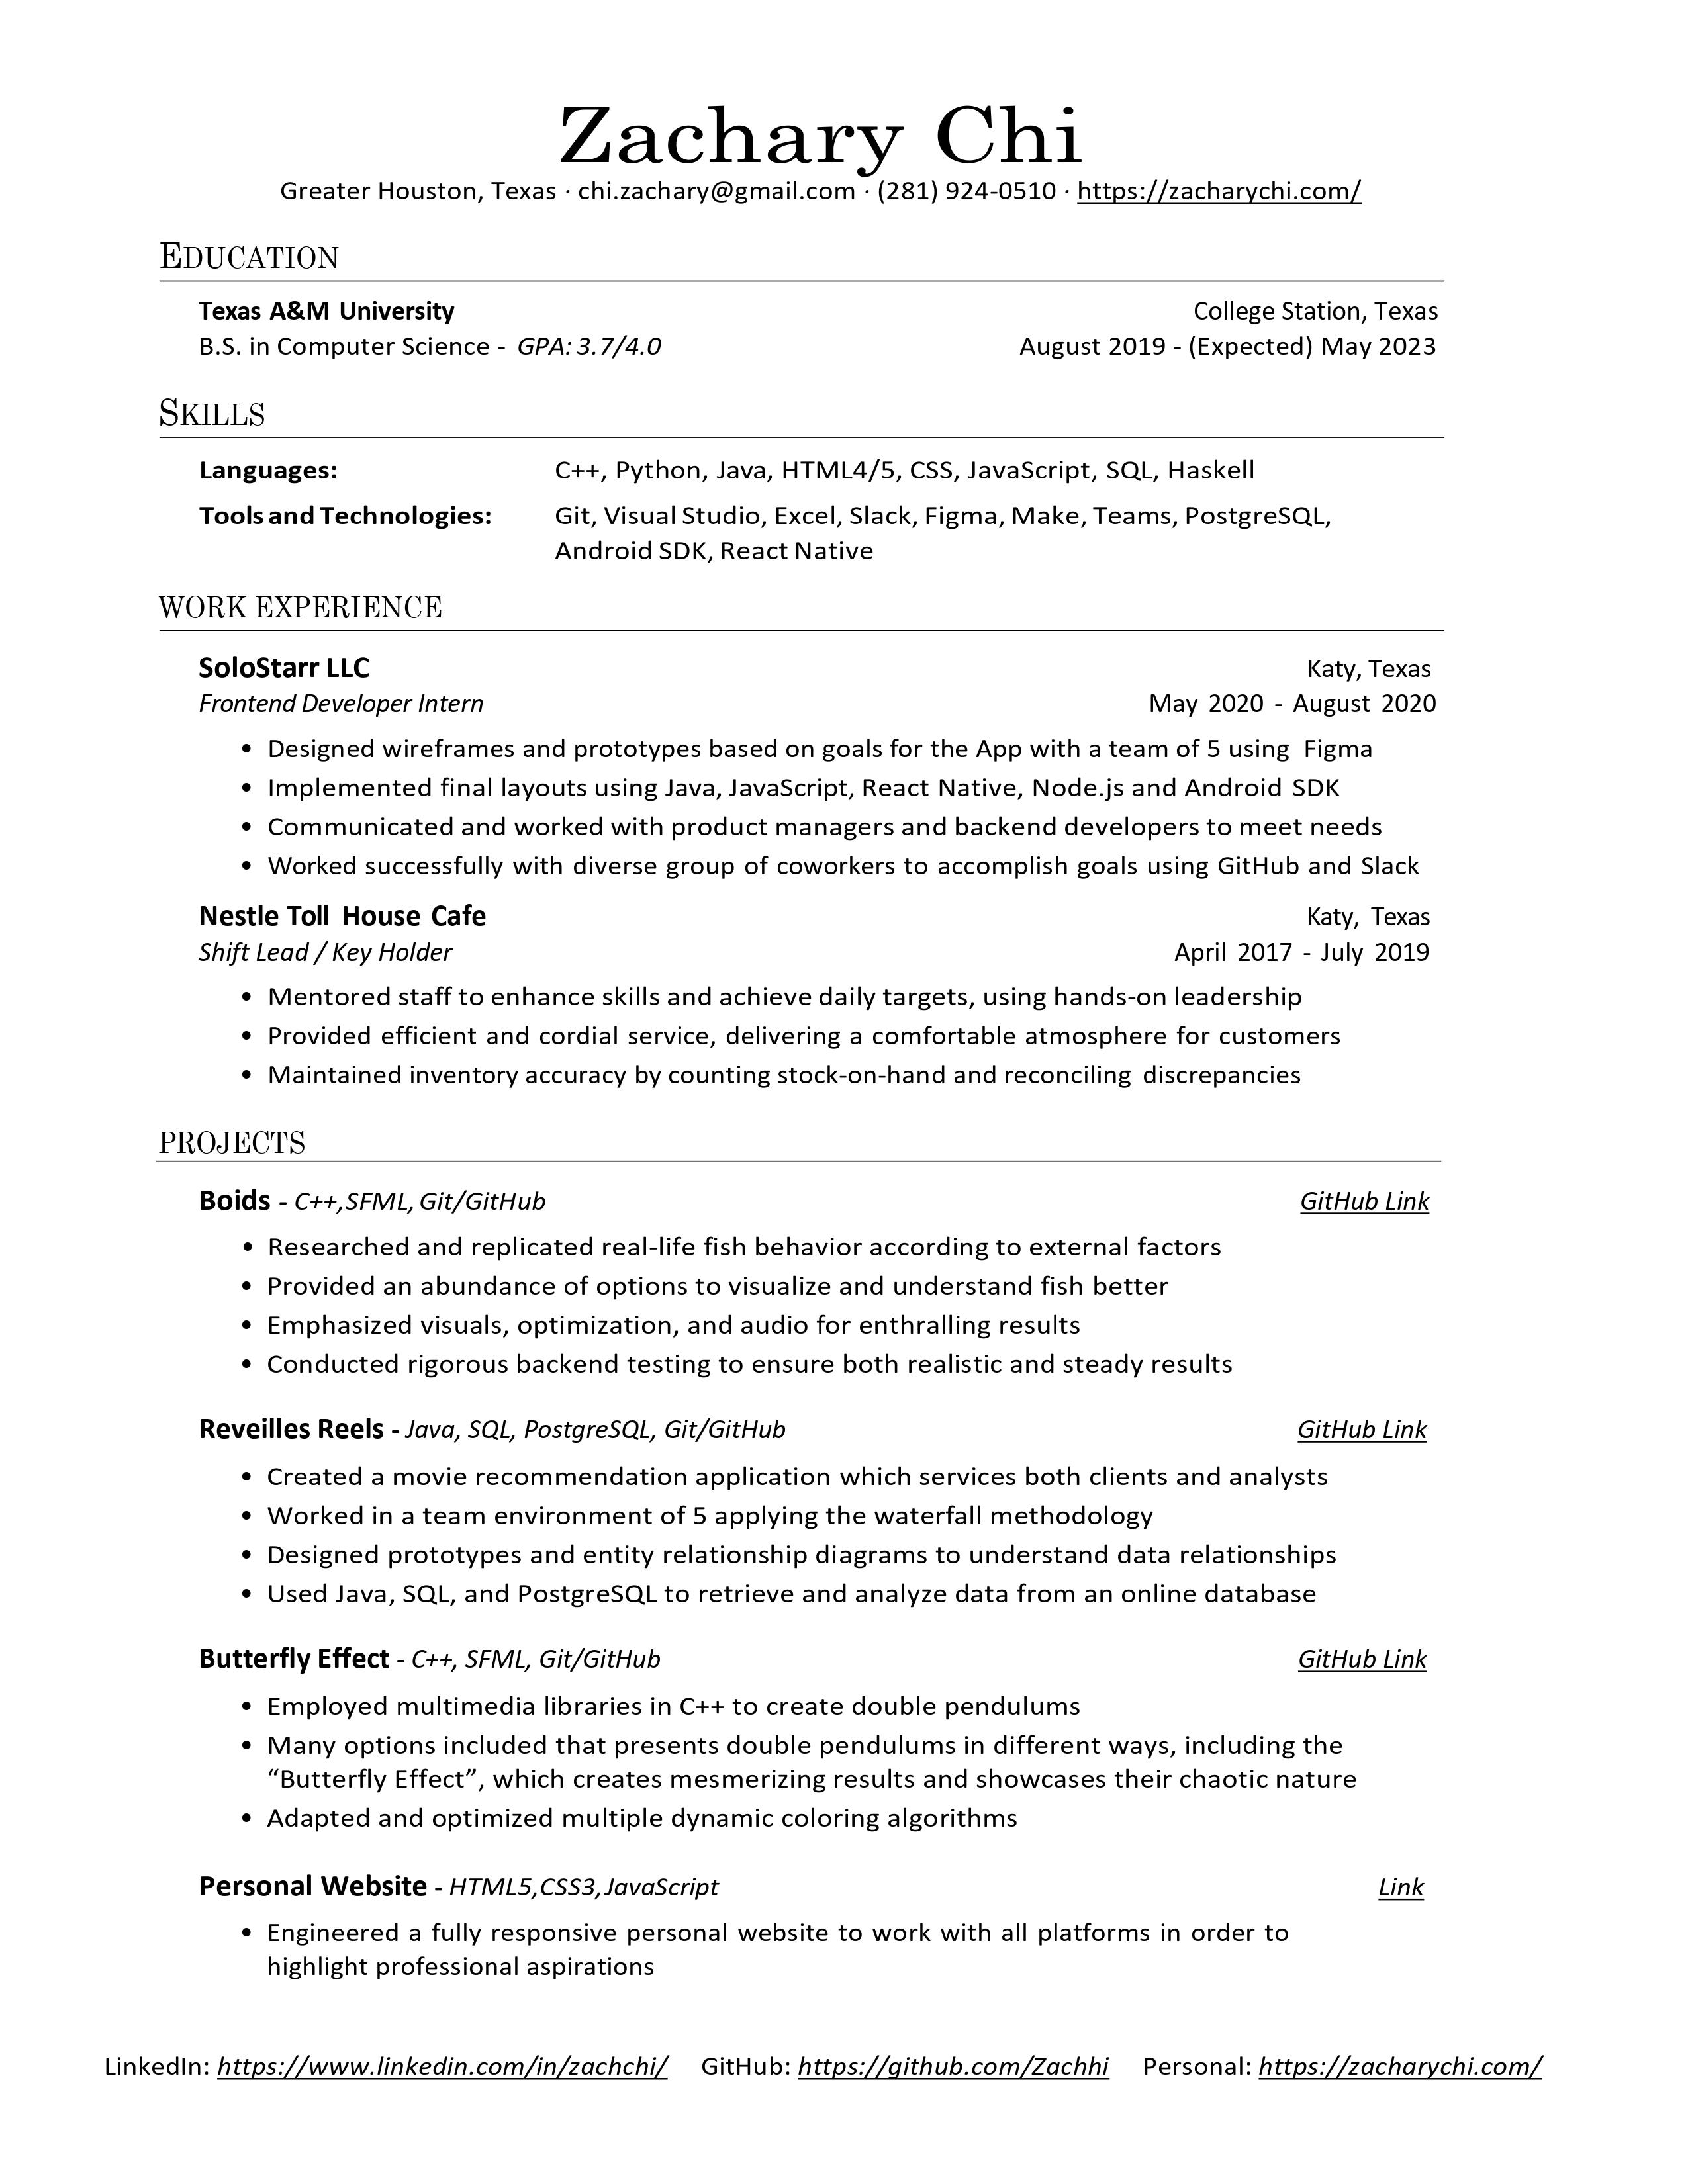 Zachary Chi
Greater Houston, Texas · chi.zachary@gmail.com · (281) 924-0510 · https://zacharychi.com/
EDUCATION
Texas A&M University College Station, Texas
B.S. in Computer Science - GPA: 3.7/4.0 August 2019 - (Expected) May 2023
SKILLS
Languages: C++, Python, Java, HTML4/5, CSS, JavaScript, SQL, Haskell
Tools and Technologies: Git, Visual Studio, Excel, Slack, Figma, Make, Teams, PostgreSQL,
Android SDK, React Native
WORK EXPERIENCE
SoloStarr LLC Katy, Texas
Frontend Developer Intern May 2020 - August 2020
• Designed wireframes and prototypes based on goals for the App with a team of 5 using Figma
• Implemented final layouts using Java, JavaScript, React Native, Node.js and Android SDK
• Communicated and worked with product managers and backend developers to meet needs
• Worked successfully with diverse group of coworkers to accomplish goals using GitHub and Slack
Nestle Toll House Cafe Katy, Texas
Shift Lead / Key Holder April 2017 - July 2019
• Mentored staff to enhance skills and achieve daily targets, using hands-on leadership
• Provided efficient and cordial service, delivering a comfortable atmosphere for customers
• Maintained inventory accuracy by counting stock-on-hand and reconciling discrepancies
PROJECTS
Boids - C++,SFML, Git/GitHub GitHub Link
• Researched and replicated real-life fish behavior according to external factors
• Provided an abundance of options to visualize and understand fish better
• Emphasized visuals, optimization, and audio for enthralling results
• Conducted rigorous backend testing to ensure both realistic and steady results
Reveilles Reels - Java, SQL, PostgreSQL, Git/GitHub GitHub Link
• Created a movie recommendation application which services both clients and analysts
• Worked in a team environment of 5 applying the waterfall methodology
• Designed prototypes and entity relationship diagrams to understand data relationships
• Used Java, SQL, and PostgreSQL to retrieve and analyze data from an online database
Butterfly Effect - C++, SFML, Git/GitHub GitHub Link
• Employed multimedia libraries in C++ to create double pendulums
• Many options included that presents double pendulums in different ways, including the
“Butterfly Effect”, which creates mesmerizing results and showcases their chaotic nature
• Adapted and optimized multiple dynamic coloring algorithms
Personal Website - HTML5,CSS3,JavaScript Link
• Engineered a fully responsive personal website to work with all platforms in order to
highlight professional aspirations
LinkedIn: https://www.linkedin.com/in/zachchi/ GitHub: https://github.com/Zachhi Personal: https://zacharychi.com/